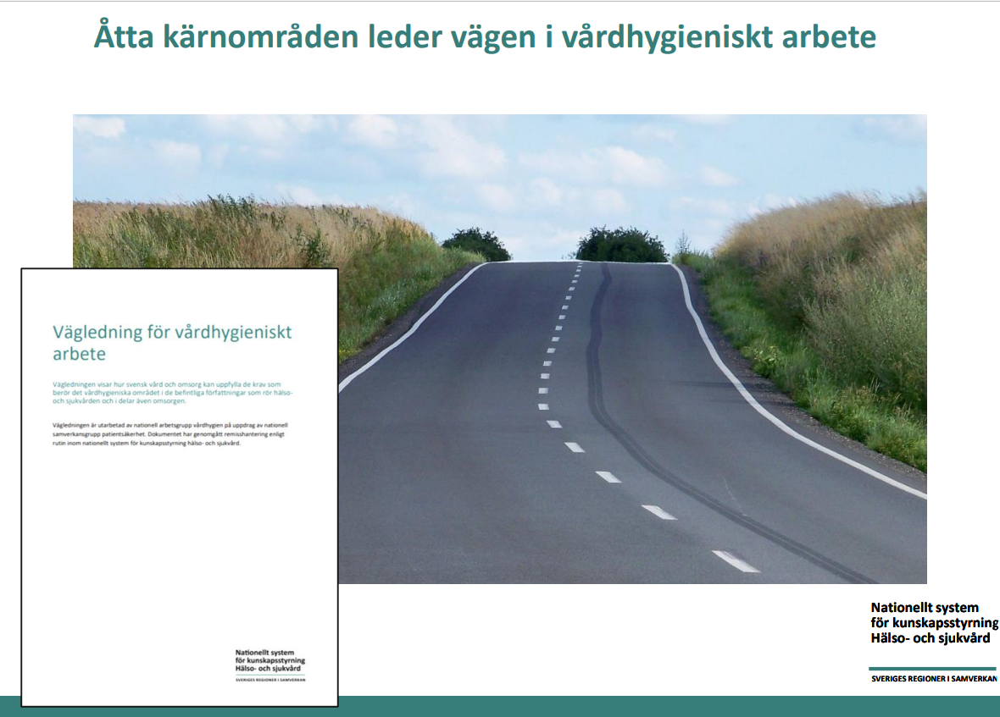 Åtta kärnområden leder vägen i vårdhygieniskt arbete
Vägledning för vårdhygieniskt
arbete
Vägledningen visar hur svensk vård och omsorg kan uppfylla de krav som
berör det vårdhygieniska området i de befintliga författningar som rör hälso-
och sjukvården och i delar även omsorgen.
Vägledningen är utarbetad av nationell arbetsgrupp vårdhygien på uppdrag av nationell
samverkansgrupp patientsäkerhet. Dokumentet har genomgått remisshantering enligt
rutin inom nationellt system för kunskapsstyrning hälso- och sjukvård.
Nationellt system
för kunskapsstyrning
Hälso- och sjukvård
SVERIGES REGIONER I SAMVERKAN
Nationellt system
för kunskapsstyrning
Hälso- och sjukvård
SVERIGES REGIONER I SAMVERKAN